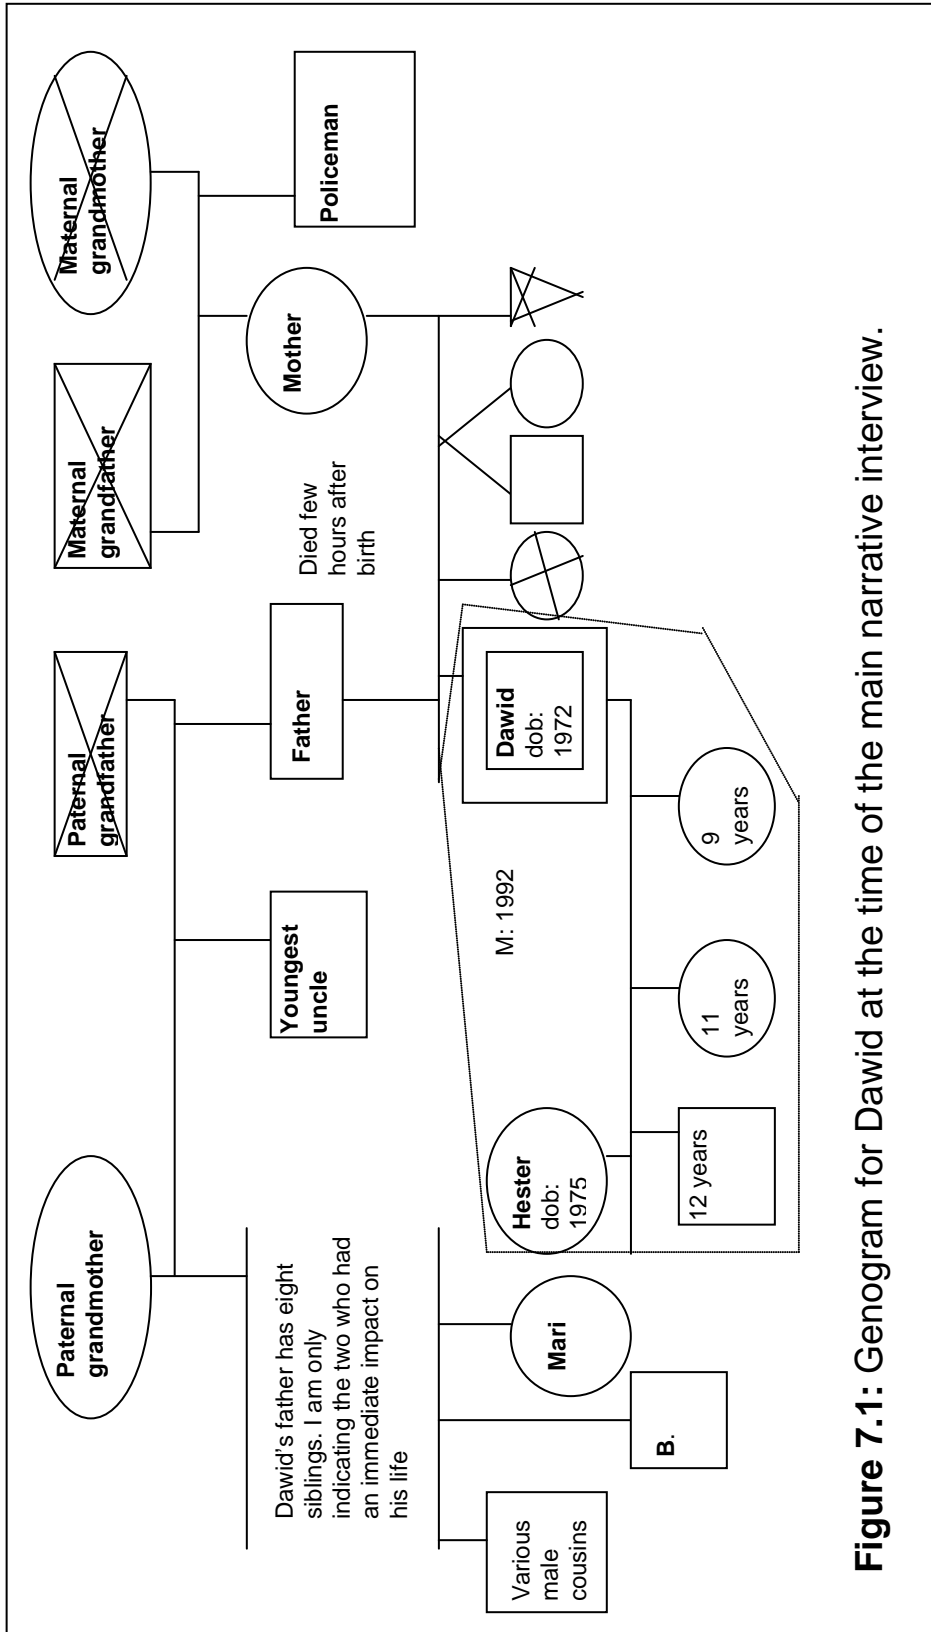 Paternal
grandmother
Paternal
grandfather
Maternal
grandfather
Maternal
grandmother
Dawid's father has eight
siblings. I am only
indicating the two who had
an immediate impact on
his life
Youngest
uncle
Father
Died few
hours after
birth
Mother
Policeman
Various
male
cousins
B.
Mari
Hester
dob:
1975
M: 1992
Dawid
dob:
1972
12 years
11
years
9
years
Figure 7.1: Genogram for Dawid at the time of the main narrative interview.